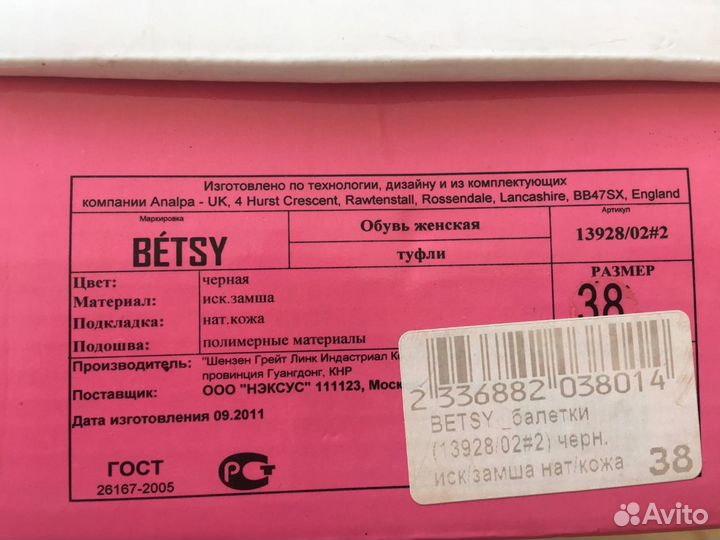 Изготовлено по технологии, дизайну и из комплектующих
компании Analpa - UK, 4 Hurst Crescent, Rawtenstall, Rossendale, Lancashire, BB47SX, England
Маркировка
BÉTSY
Обувь женская
туфли
Артикул
13928/02#2
Цвет: черная
Материал: иск.замша
Подкладка: нат.кожа
Подошва: полимерные материалы
РАЗМЕР
38
Производитель: "Шензен Грейт Линк Индастриал
провинция Гуангдонг, КНР
Поставщик: ООО "НЭКСУС" 111123, Моск
Дата изготовления 09.2011
ГОСТ
26167-2005
РСТ
2 336882 038014
BETSY_балетки
(13928/02#2) черн.
иск/замша нат/кожа 38
Avito